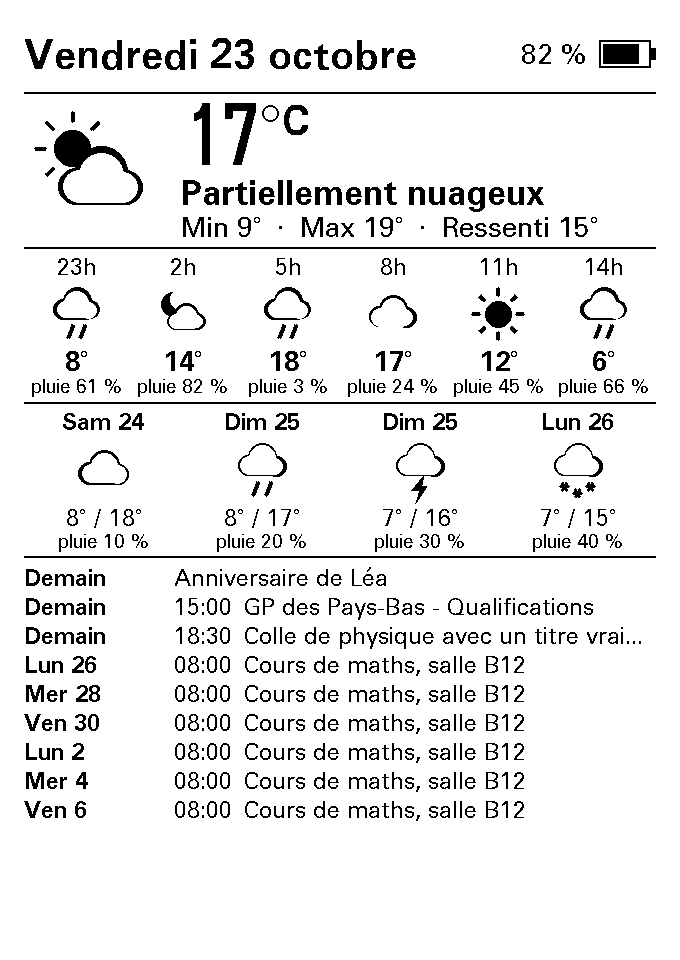 Vendredi 23 octobre 82 %
17°C
Partiellement nuageux
Min 9° · Max 19° · Ressenti 15°
23h 2h 5h 8h 11h 14h
8° 14° 18° 17° 12° 6°
pluie 61 % pluie 82 % pluie 3 % pluie 24 % pluie 45 % pluie 66 %
Sam 24 Dim 25 Dim 25 Lun 26
8° / 18° 8° / 17° 7° / 16° 7° / 15°
pluie 10 % pluie 20 % pluie 30 % pluie 40 %
Demain Anniversaire de Léa
Demain 15:00 GP des Pays-Bas - Qualifications
Demain 18:30 Colle de physique avec un titre vrai...
Lun 26 08:00 Cours de maths, salle B12
Mer 28 08:00 Cours de maths, salle B12
Ven 30 08:00 Cours de maths, salle B12
Lun 2 08:00 Cours de maths, salle B12
Mer 4 08:00 Cours de maths, salle B12
Ven 6 08:00 Cours de maths, salle B12